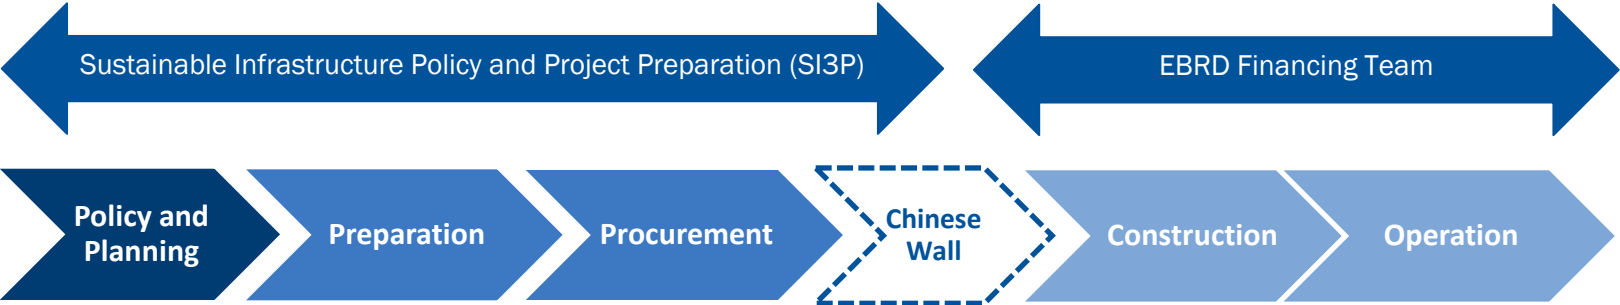 Sustainable Infrastructure Policy and Project Preparation (SI3P)
EBRD Financing Team
Policy and
Planning
Preparation
Procurement
Chinese
Wall
Construction
Operation